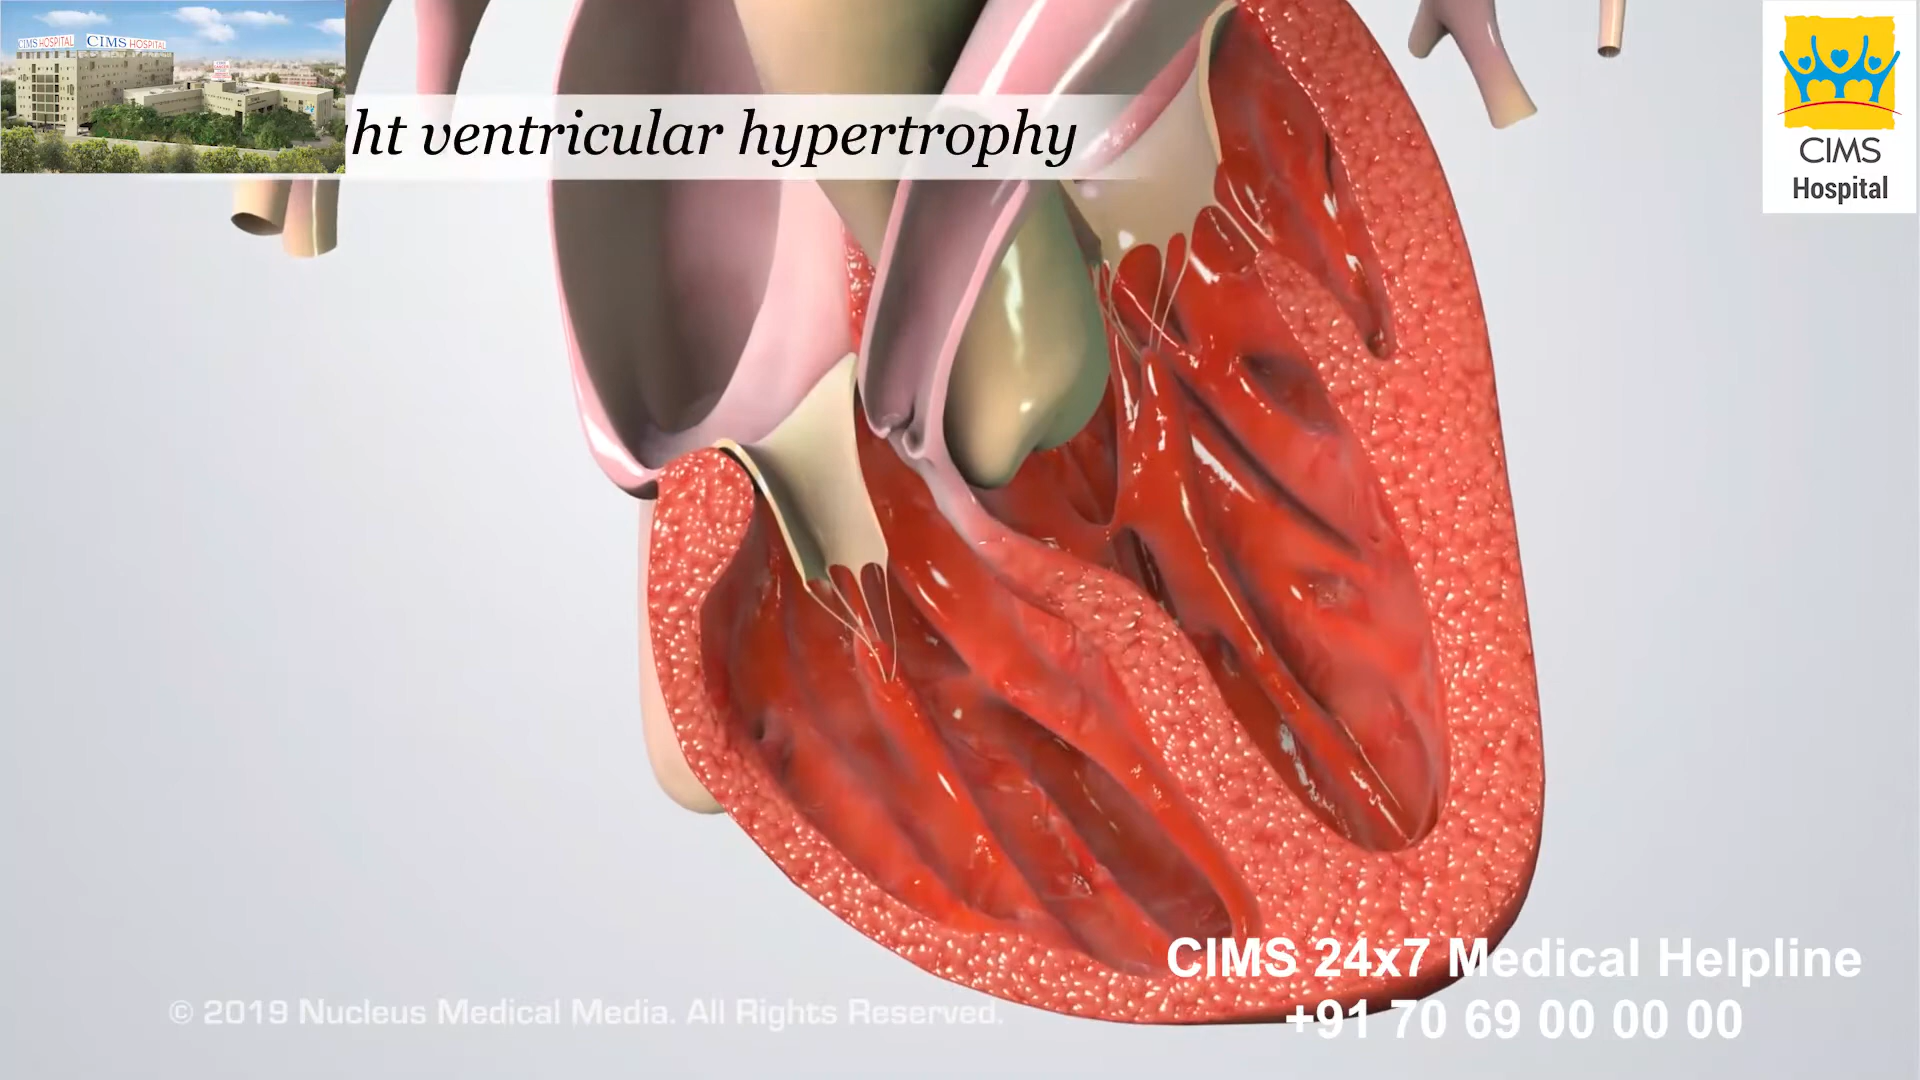 CIMS HOSPITAL CIMS HOSPITAL
ht ventricular hypertrophy
CIMS
Hospital
CIMS 24x7 Medical Helpline
+91 70 69 00 00 00
© 2019 Nucleus Medical Media. All Rights Reserved.